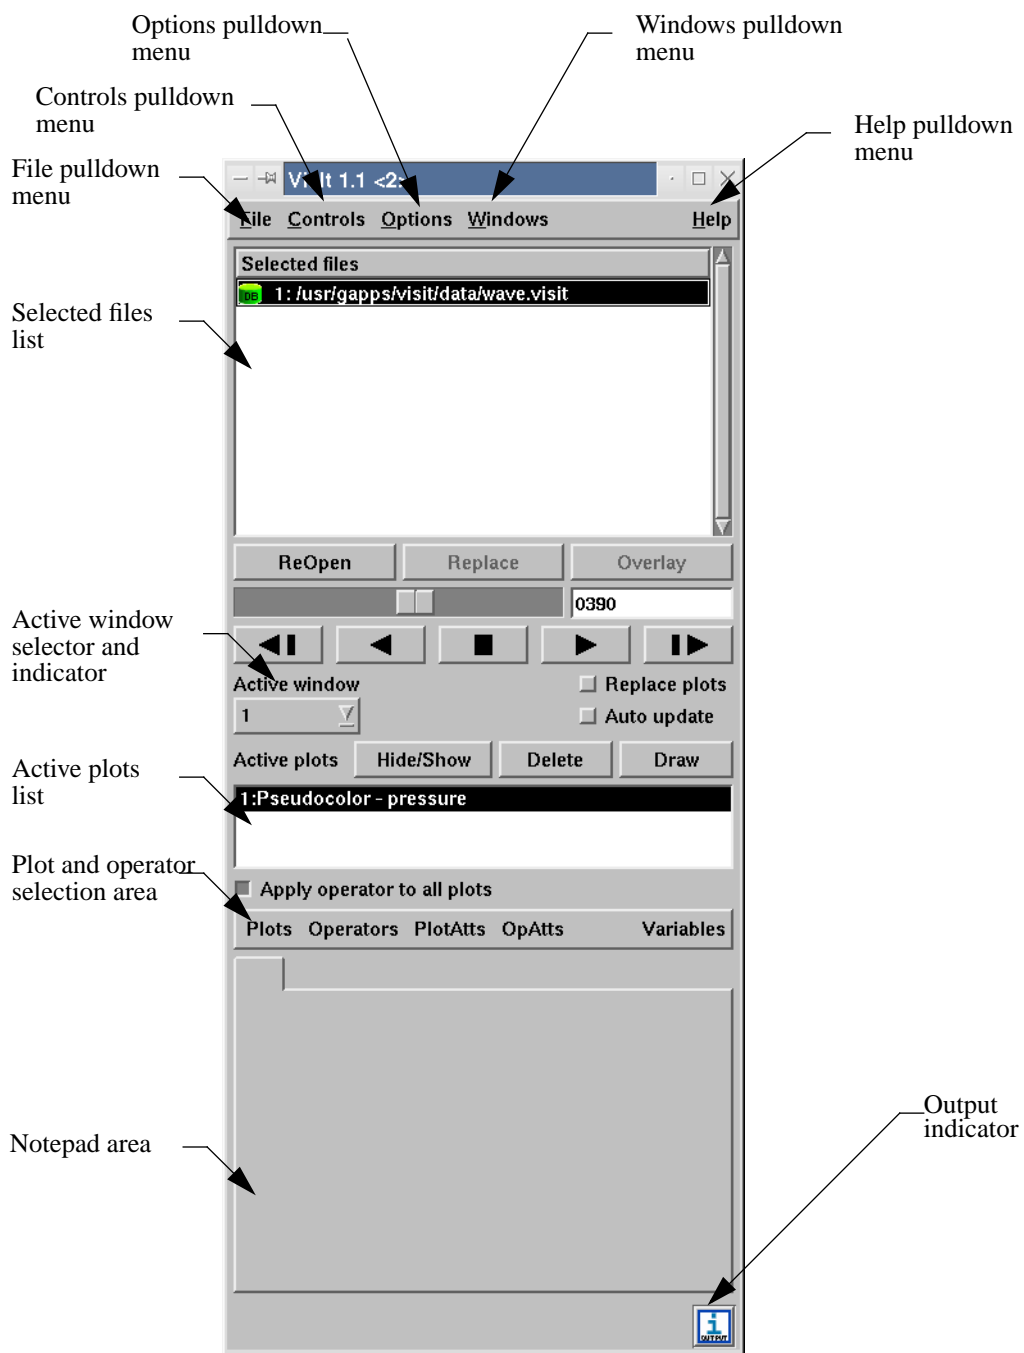 Options pulldown
menu
Windows pulldown
menu
Controls pulldown
menu
Help pulldown
menu
File pulldown
menu
VisIt 1.1 <2>
File Controls Options Windows Help
Selected files
DB 1: /usr/gapps/visit/data/wave.visit
Selected files
list
ReOpen Replace Overlay
0390
Active window
selector and
indicator
Active window
Replace plots
1
Auto update
Active plots Hide/Show Delete Draw
Active plots
list
1:Pseudocolor - pressure
Plot and operator
selection area
Apply operator to all plots
Plots Operators PlotAtts OpAtts Variables
Notepad area
Output
indicator
i
OUTPUT